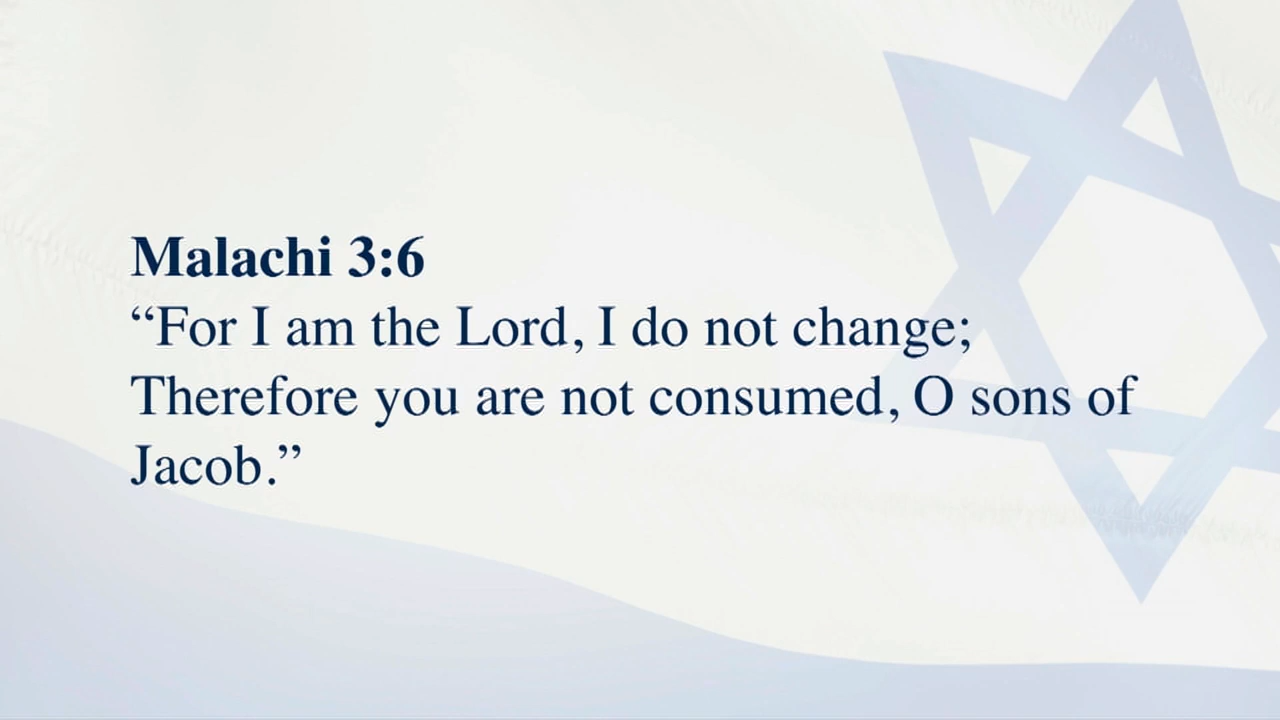 Malachi 3:6
“For I am the Lord, I do not change;
Therefore you are not consumed, O sons of
Jacob.”